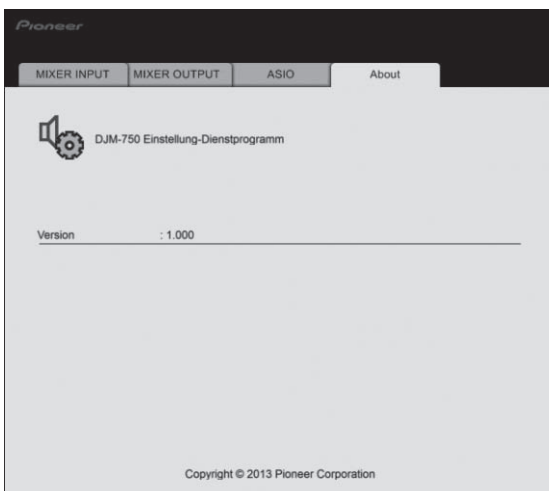 Pioneer
MIXER INPUT MIXER OUTPUT ASIO About
DJM-750 Einstellung-Dienstprogramm
Version : 1.000
Copyright © 2013 Pioneer Corporation